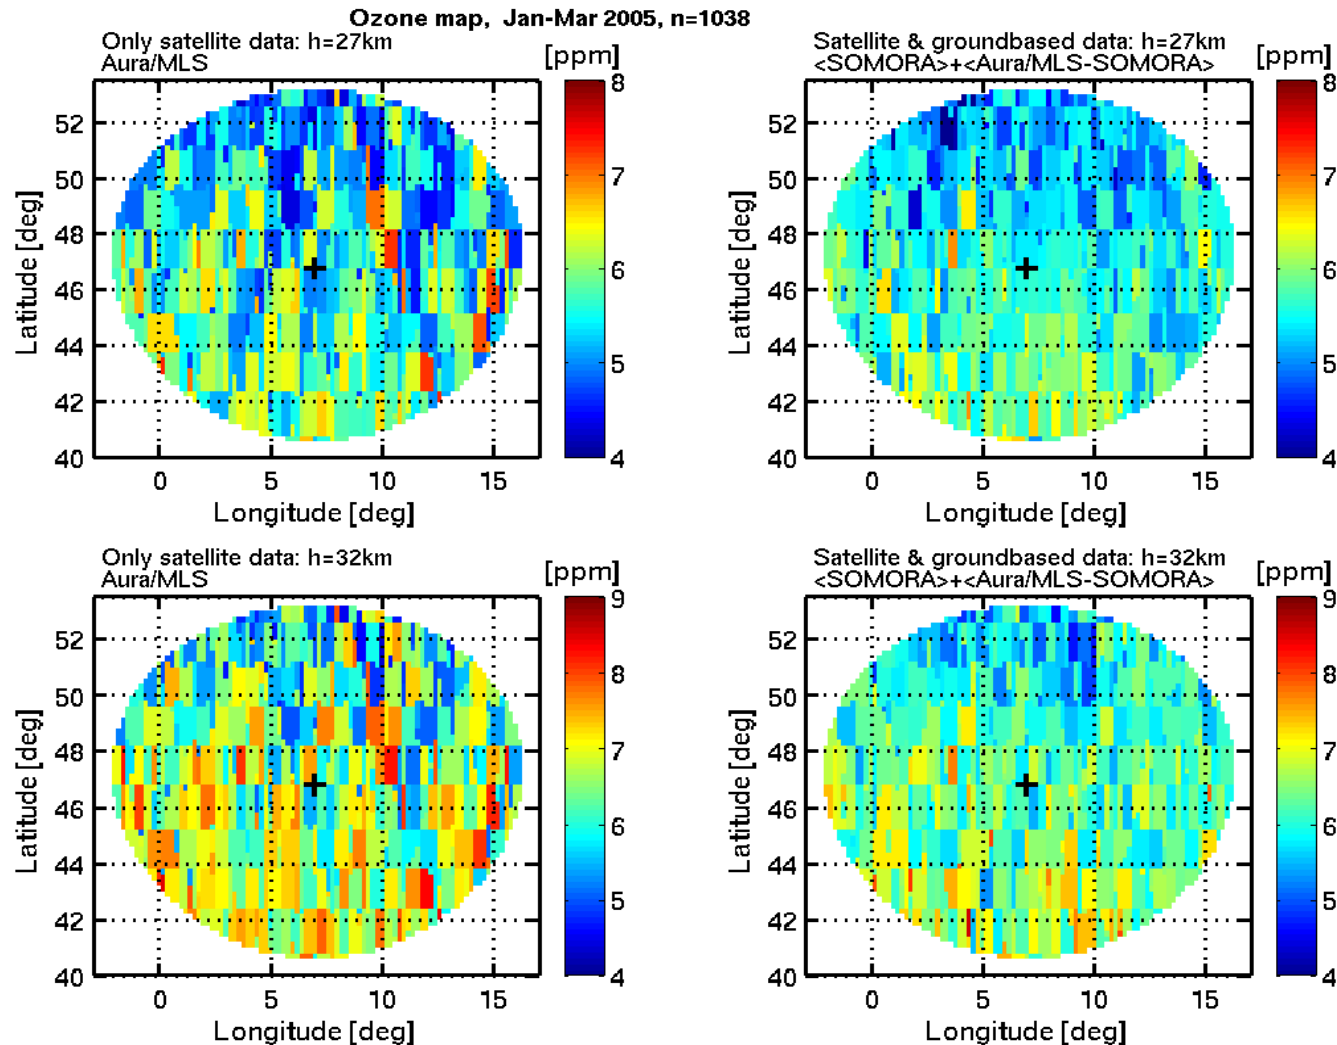 Ozone map, Jan-Mar 2005, n=1038
Only satellite data: h=27km
Aura/MLS
[ppm]
8
7
6
5
4
52
50
48
46
44
42
40
Latitude [deg]
0 5 10 15
Longitude [deg]
Satellite & groundbased data: h=27km
<SOMORA>+<Aura/MLS-SOMORA>
[ppm]
8
7
6
5
4
52
50
48
46
44
42
40
Latitude [deg]
0 5 10 15
Longitude [deg]
Only satellite data: h=32km
Aura/MLS
[ppm]
9
8
7
6
5
4
52
50
48
46
44
42
40
Latitude [deg]
0 5 10 15
Longitude [deg]
Satellite & groundbased data: h=32km
<SOMORA>+<Aura/MLS-SOMORA>
[ppm]
9
8
7
6
5
4
52
50
48
46
44
42
40
Latitude [deg]
0 5 10 15
Longitude [deg]